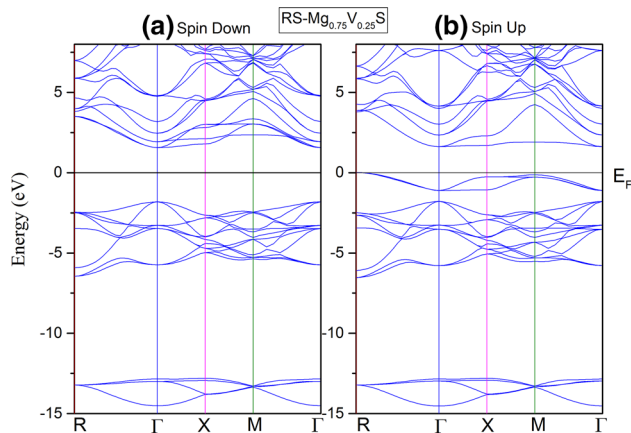 (a) Spin Down
RS-Mg0.75V0.25S
(b) Spin Up
Energy (eV)
5
0
-5
-10
-15
5
0
-5
-10
-15
E_F
R Γ X M Γ
R Γ X M Γ